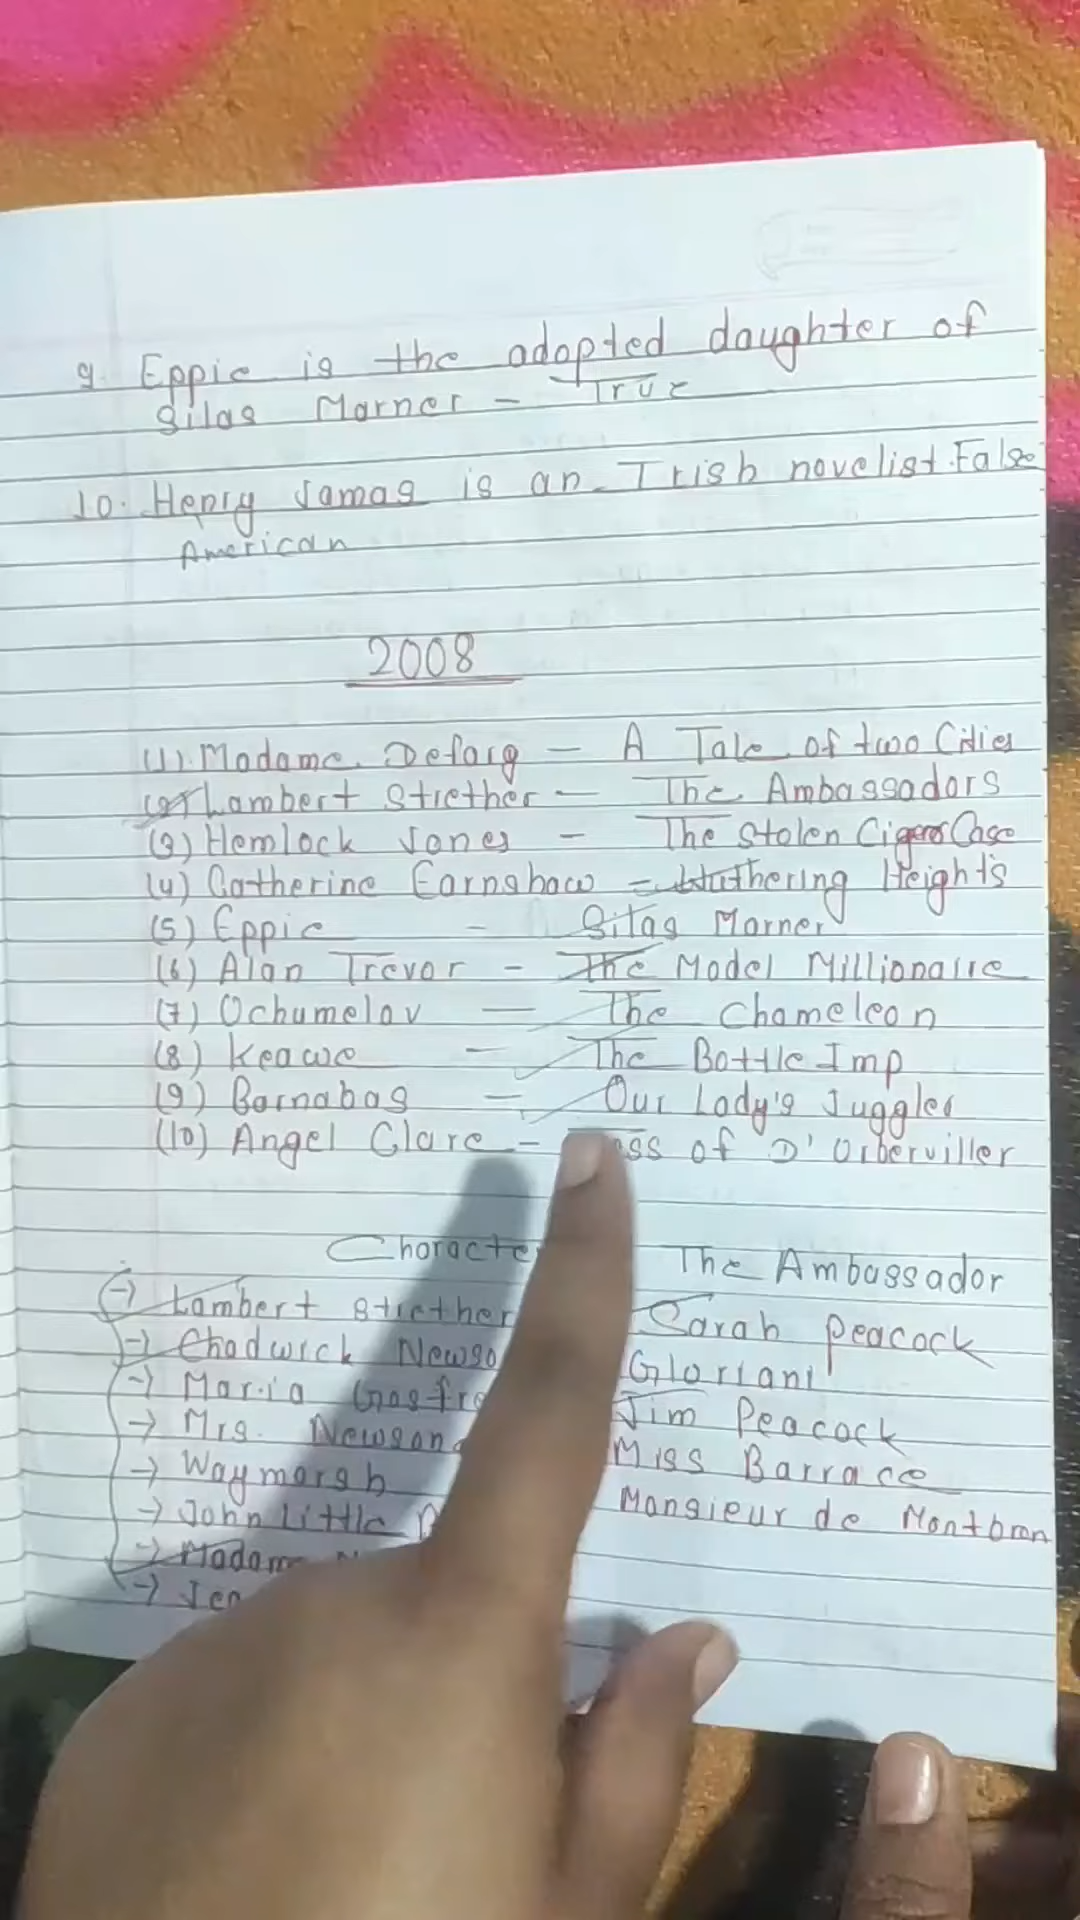 9. Eppie is the adopted daughter of
Silas Marner - True
10. Henry James is an Irish novelist. False
American
2008
(1). Madame Defarg - A Tale of two Cities
(2) Lambert Strether - The Ambassadors
(3) Hemlock Jones - The Stolen Cigar Case
(4) Catherine Earnshaw - Wuthering Heights
(5) Eppie - Silas Marner
(6) Alan Trevor - The Model Millionaire
(7) Ochumelov - The Chameleon
(8) Keawe - The Bottle Imp
(9) Barnabas - Our Lady's Juggler
(10) Angel Clare - of D'Urberviller
The Ambassador
→ Lambert Strether Sarah Peacock
→ Chadwick Gloriani
→ Maria Jim Peacock
→ Mrs. Newsome Miss Barrace
→ Waymarsh Monsieur de Montbron
→ John Little
→
→